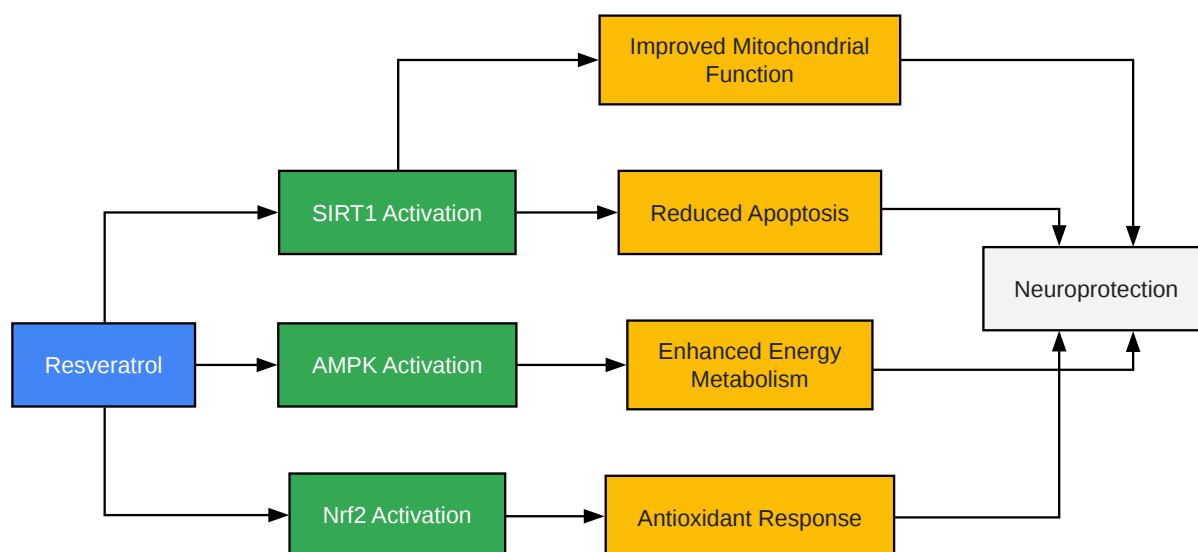 Improved Mitochondrial
Function
SIRT1 Activation
Reduced Apoptosis
Neuroprotection
Resveratrol
AMPK Activation
Enhanced Energy
Metabolism
Nrf2 Activation
Antioxidant Response